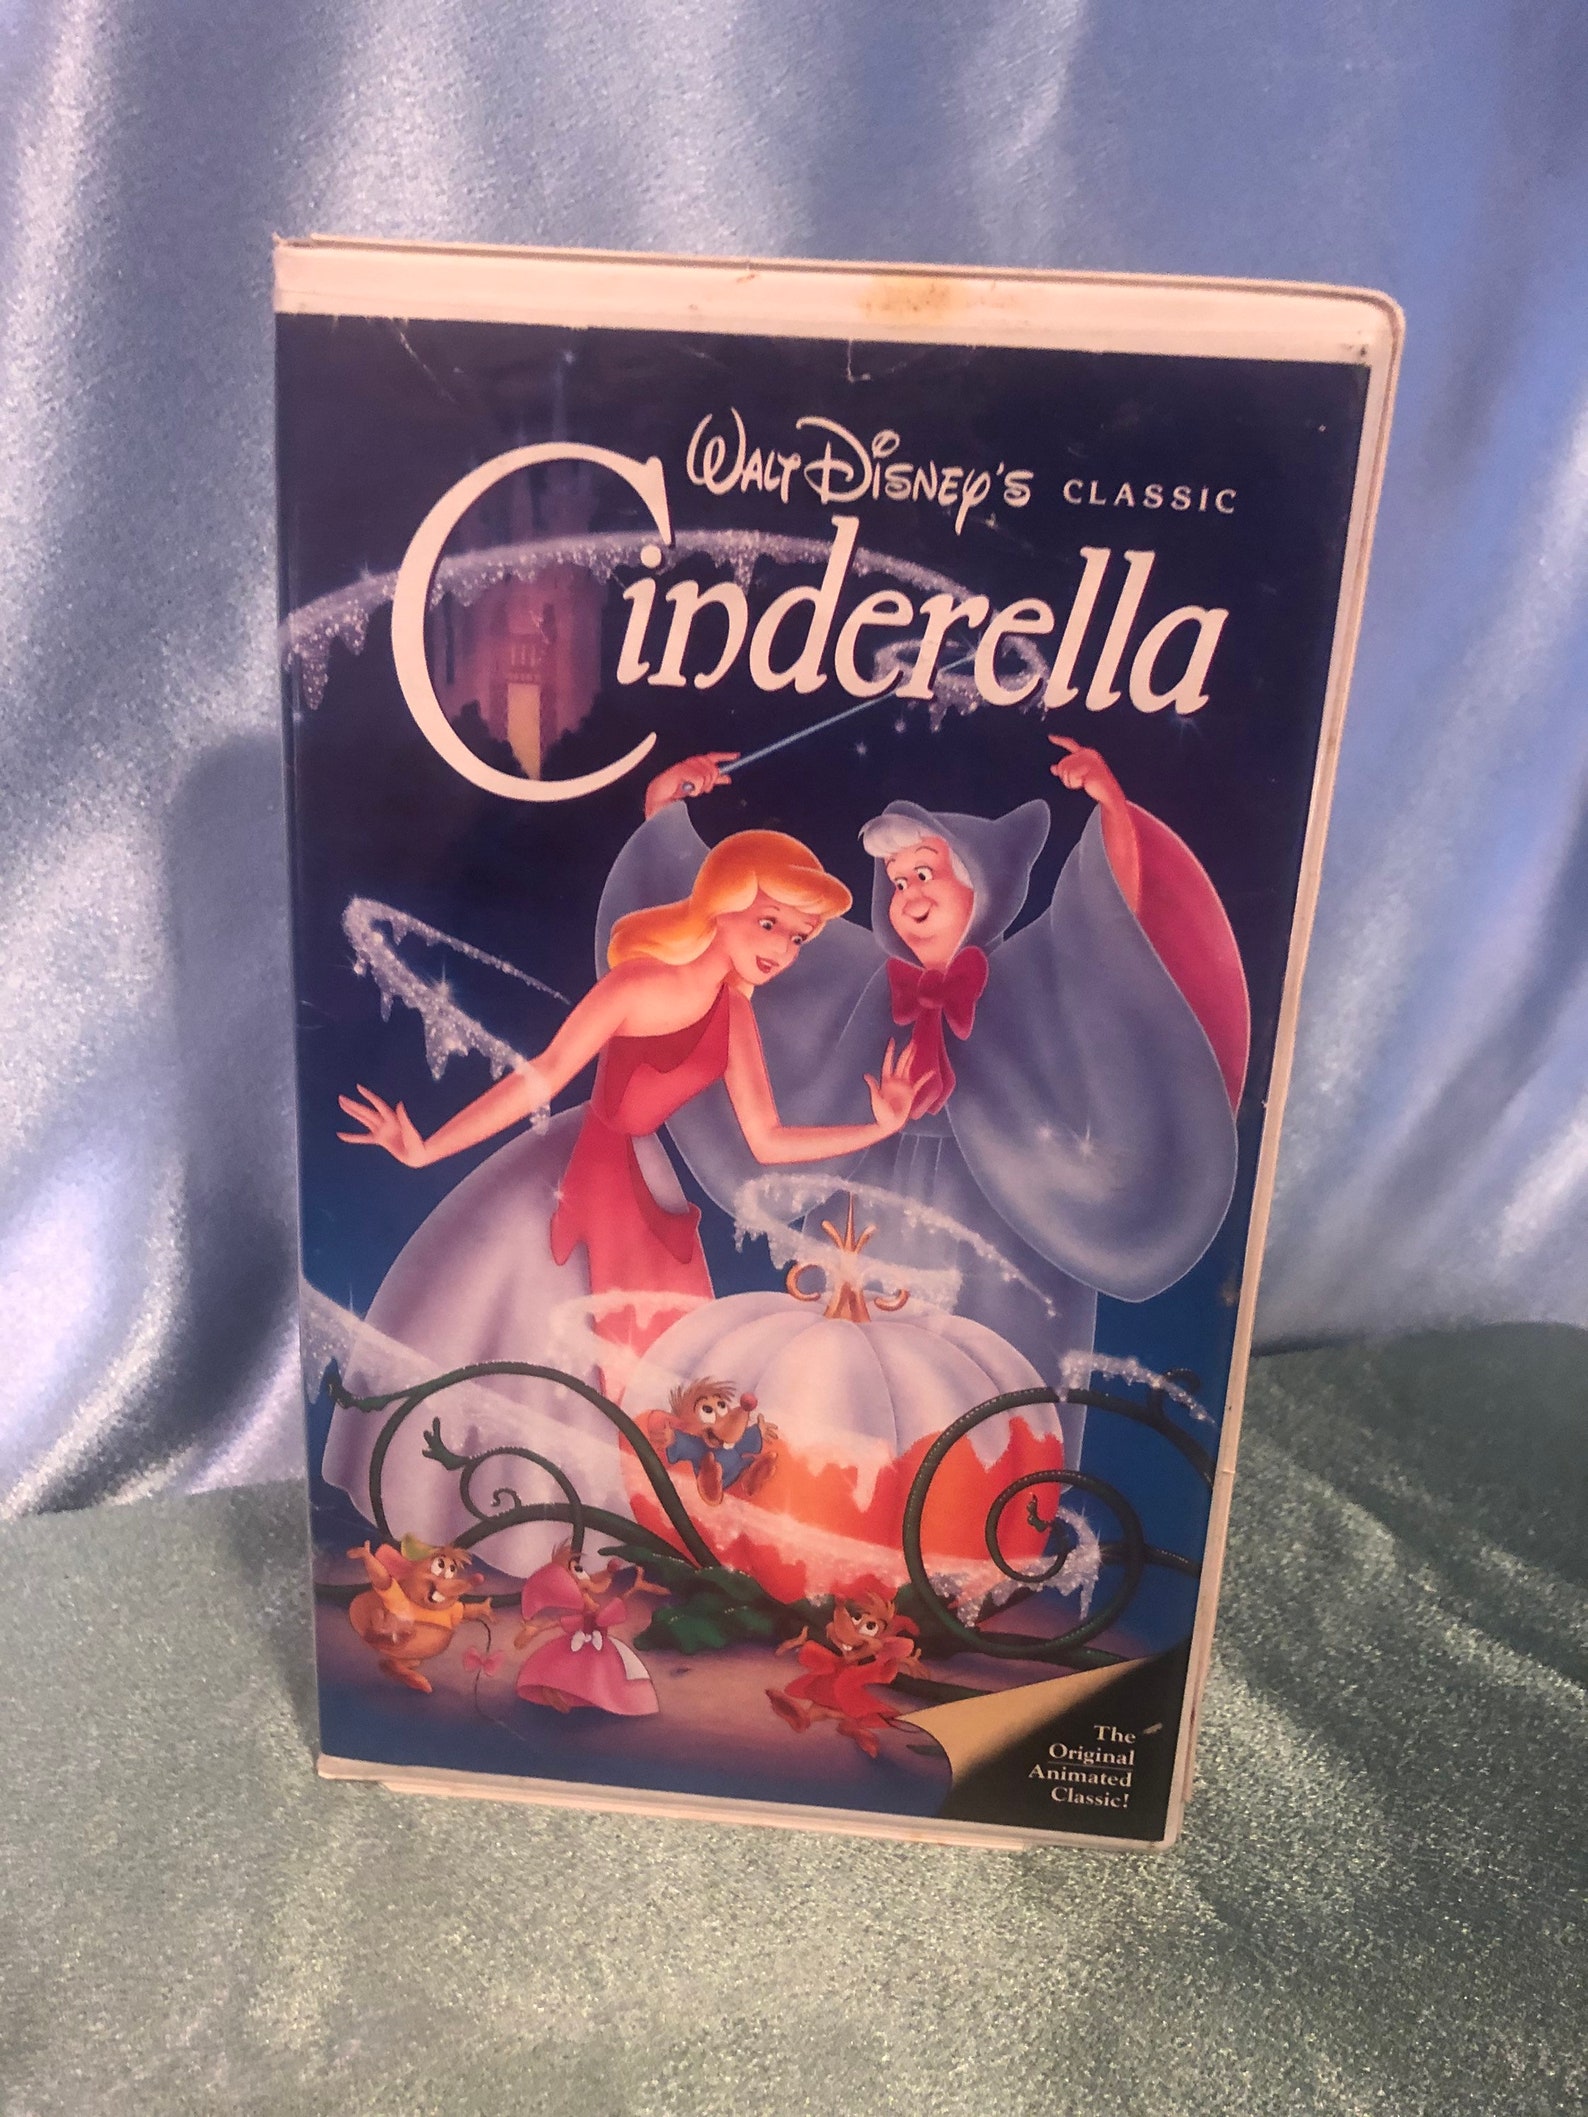 WALT DISNEY'S CLASSIC
Cinderella
The
Original
Animated
Classic!